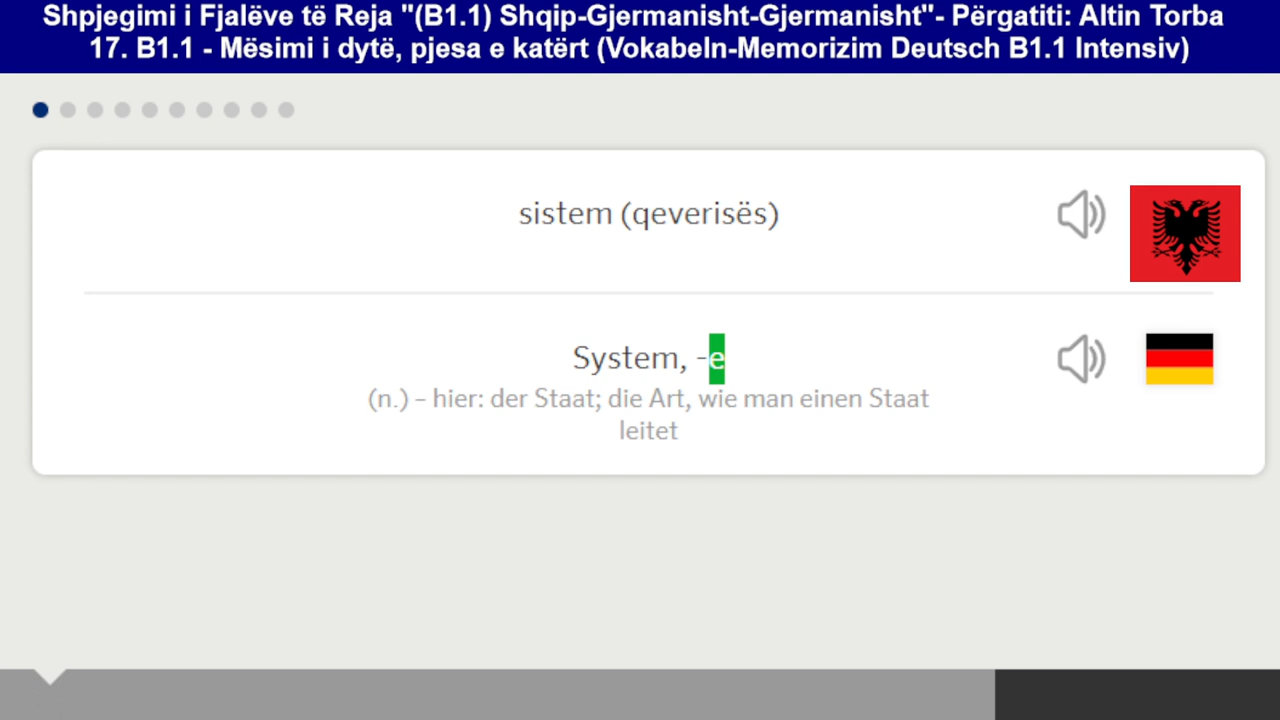 Shpjegimi i Fjalëve të Reja "(B1.1) Shqip-Gjermanisht-Gjermanisht"- Përgatiti: Altin Torba
17. B1.1 - Mësimi i dytë, pjesa e katërt (Vokabeln-Memorizim Deutsch B1.1 Intensiv)
sistem (qeverisës)
System, -e
(n.) – hier: der Staat; die Art, wie man einen Staat
leitet